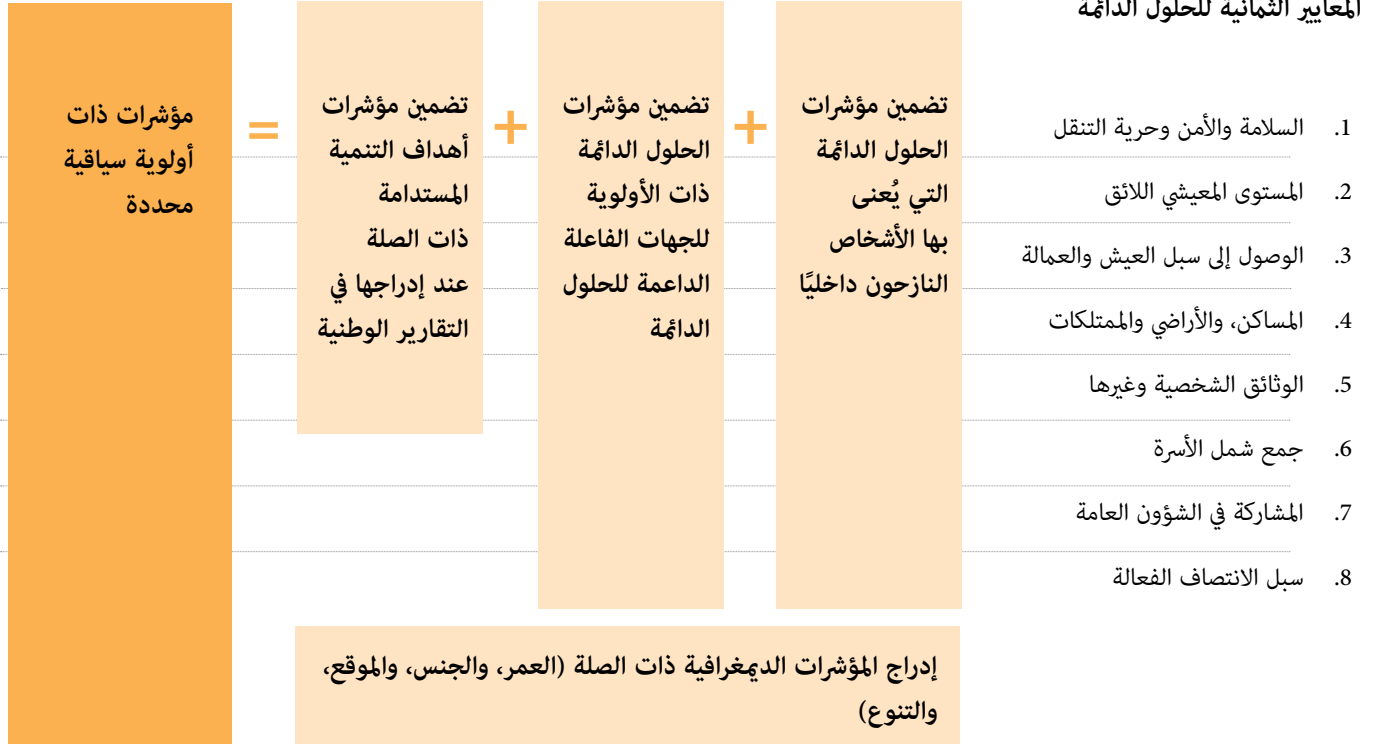 المعايير الثمانية للحلول الدائمة
1. السلامة والأمن وحرية التنقل
2. المستوى المعيشي اللائق
3. الوصول إلى سبل العيش والعمالة
4. المساكن، والأراضي والممتلكات
5. الوثائق الشخصية وغيرها
6. جمع شمل الأسرة
7. المشاركة في الشؤون العامة
8. سبل الانتصاف الفعالة
تضمين مؤشرات
الحلول الدائمة
التي يُعنى
بها الأشخاص
النازحون داخليًا
+
تضمين مؤشرات
الحلول الدائمة
ذات الأولوية
للجهات الفاعلة
الداعمة للحلول
الدائمة
+
تضمين مؤشرات
أهداف التنمية
المستدامة
ذات الصلة
عند إدراجها في
التقارير الوطنية
=
مؤشرات ذات
أولوية سياقية
محددة
إدراج المؤشرات الديمغرافية ذات الصلة (العمر، والجنس، والموقع،
والتنوع)